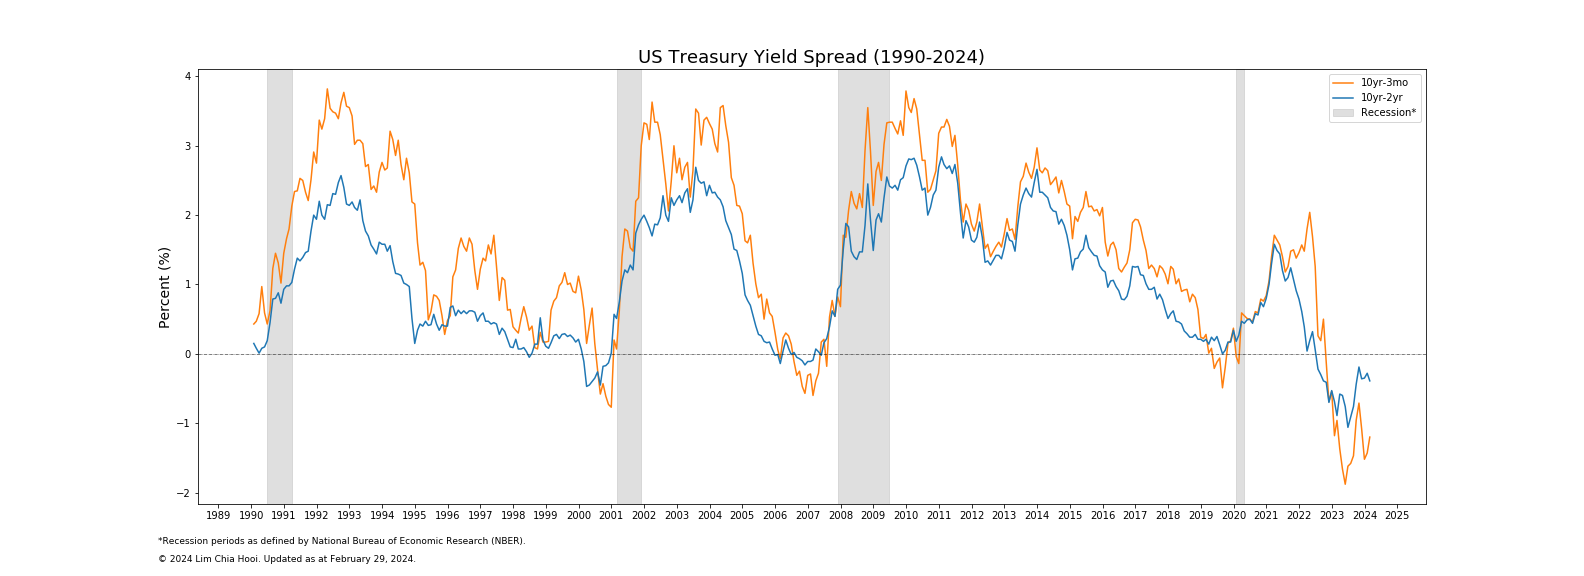 US Treasury Yield Spread (1990-2024)
10yr-3mo
10yr-2yr
Recession*
Percent (%)
4
3
2
1
0
−1
−2
1989 1990 1991 1992 1993 1994 1995 1996 1997 1998 1999 2000 2001 2002 2003 2004 2005 2006 2007 2008 2009 2010 2011 2012 2013 2014 2015 2016 2017 2018 2019 2020 2021 2022 2023 2024 2025
*Recession periods as defined by National Bureau of Economic Research (NBER).
© 2024 Lim Chia Hooi. Updated as at February 29, 2024.